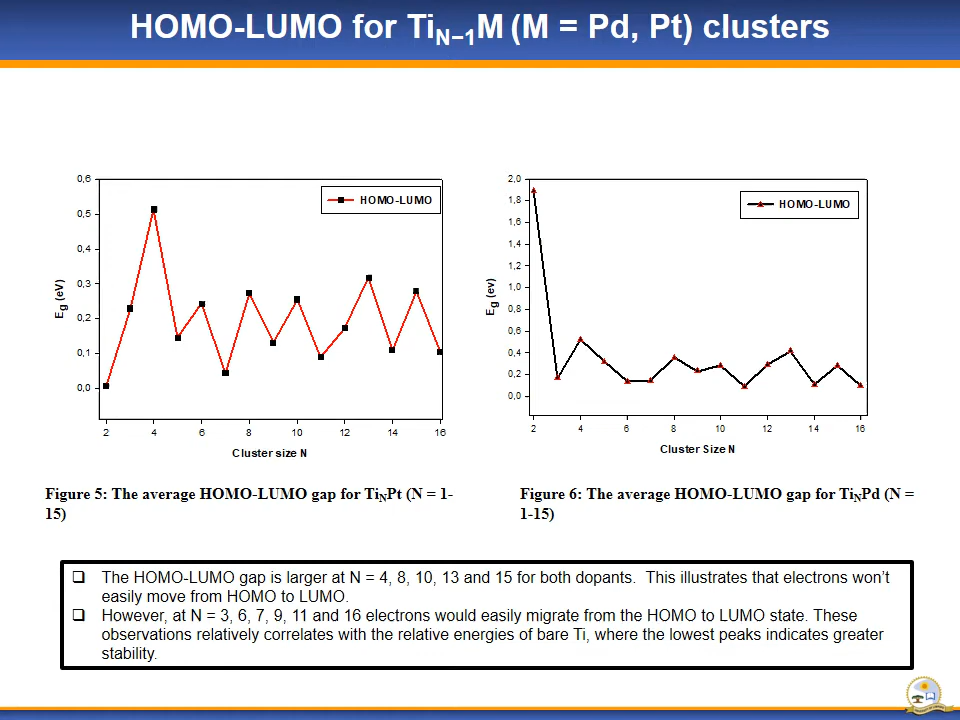 HOMO-LUMO for TiN−1M (M = Pd, Pt) clusters
0,6
0,5
0,4
0,3
0,2
0,1
0,0
Eg (eV)
HOMO-LUMO
2 4 6 8 10 12 14 16
Cluster size N
2,0
1,8
1,6
1,4
1,2
1,0
0,8
0,6
0,4
0,2
0,0
Eg (ev)
HOMO-LUMO
2 4 6 8 10 12 14 16
Cluster Size N
Figure 5: The average HOMO-LUMO gap for TiNPt (N = 1-
15)
Figure 6: The average HOMO-LUMO gap for TiNPd (N =
1-15)
❑ The HOMO-LUMO gap is larger at N = 4, 8, 10, 13 and 15 for both dopants. This illustrates that electrons won't
easily move from HOMO to LUMO.
❑ However, at N = 3, 6, 7, 9, 11 and 16 electrons would easily migrate from the HOMO to LUMO state. These
observations relatively correlates with the relative energies of bare Ti, where the lowest peaks indicates greater
stability.